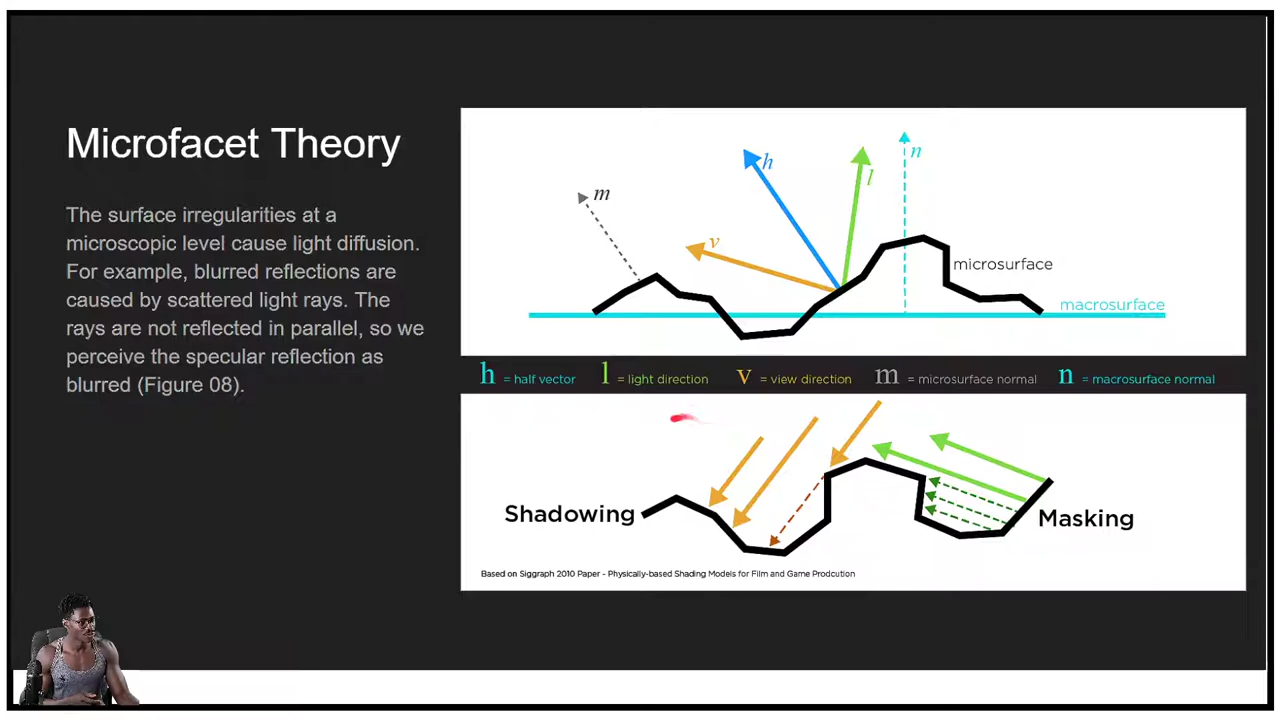 Microfacet Theory
The surface irregularities at a
microscopic level cause light diffusion.
For example, blurred reflections are
caused by scattered light rays. The
rays are not reflected in parallel, so we
perceive the specular reflection as
blurred (Figure 08).
h
l
n
m
v
microsurface
macrosurface
h = half vector l = light direction v = view direction m = microsurface normal n = macrosurface normal
Shadowing
Masking
Based on Siggraph 2010 Paper - Physically-based Shading Models for Film and Game Prodcution